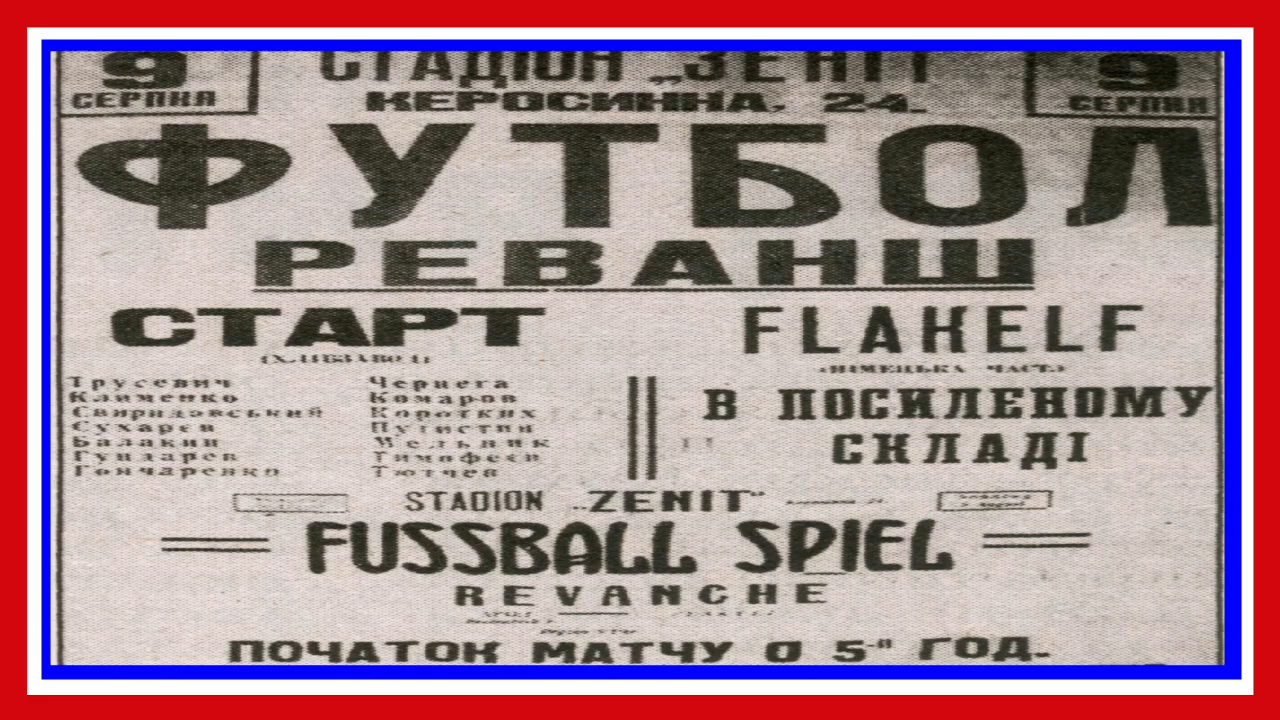 9 СЕРПНЯ
СТАДІОН „ЗЕНІТ"
9 СЕРПНЯ
КЕРОСИННА, 24.
ФУТБОЛ
РЕВАНШ
СТАРТ
FLAKELF
Трусевич
Клименко
Свиридовський
Сухарев
Балакин
Гундарев
Гончаренко
Чернега
Комаров
Коротких
Путистин
Мельник
Тимофеев
Тютчев
В ПОСИЛЕНОМУ
СКЛАДІ
STADION „ZENIT"
FUSSBALL SPIEL
REVANCHE
ПОЧАТОК МАТЧУ О 5-й ГОД.